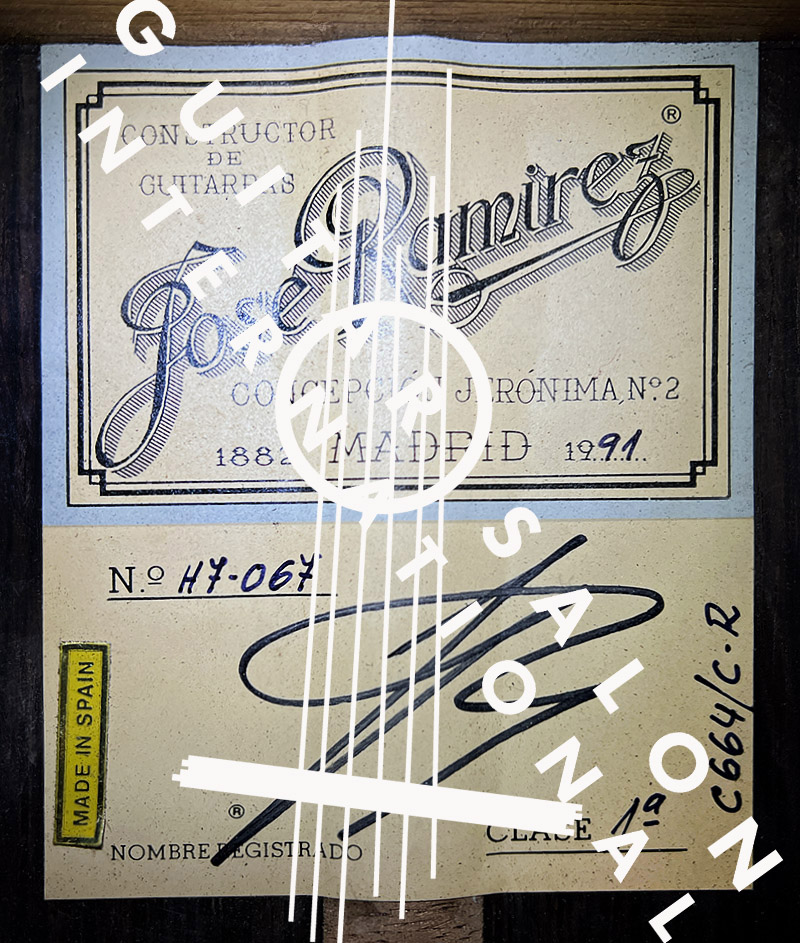 CONSTRUCTOR
DE
GUITARRAS
José Ramírez ®
CONCEPCIÓN JERÓNIMA, Nº. 2
1882 MADRID 1991
N.º H7-067
MADE IN SPAIN
®
NOMBRE REGISTRADO
CLASE 1ª
C664/C-R
GUITAR SALON
INTERNATIONAL